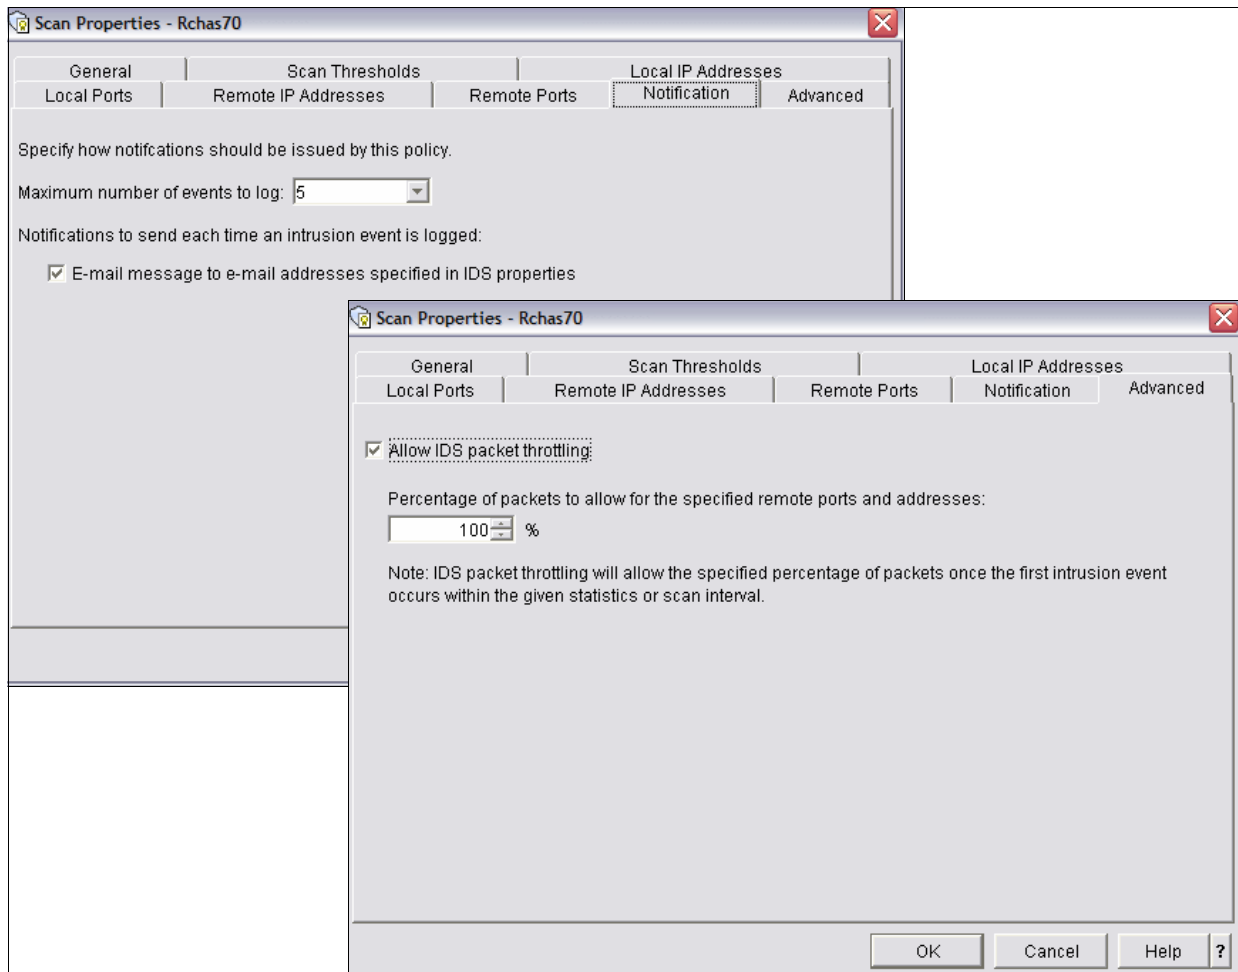 Scan Properties - Rchas70
General Scan Thresholds Local IP Addresses
Local Ports Remote IP Addresses Remote Ports Notification Advanced
Specify how notifcations should be issued by this policy.
Maximum number of events to log: 5
Notifications to send each time an intrusion event is logged:
E-mail message to e-mail addresses specified in IDS properties
Scan Properties - Rchas70
General Scan Thresholds Local IP Addresses
Local Ports Remote IP Addresses Remote Ports Notification Advanced
Allow IDS packet throttling
Percentage of packets to allow for the specified remote ports and addresses:
100 %
Note: IDS packet throttling will allow the specified percentage of packets once the first intrusion event
occurs within the given statistics or scan interval.
OK Cancel Help ?